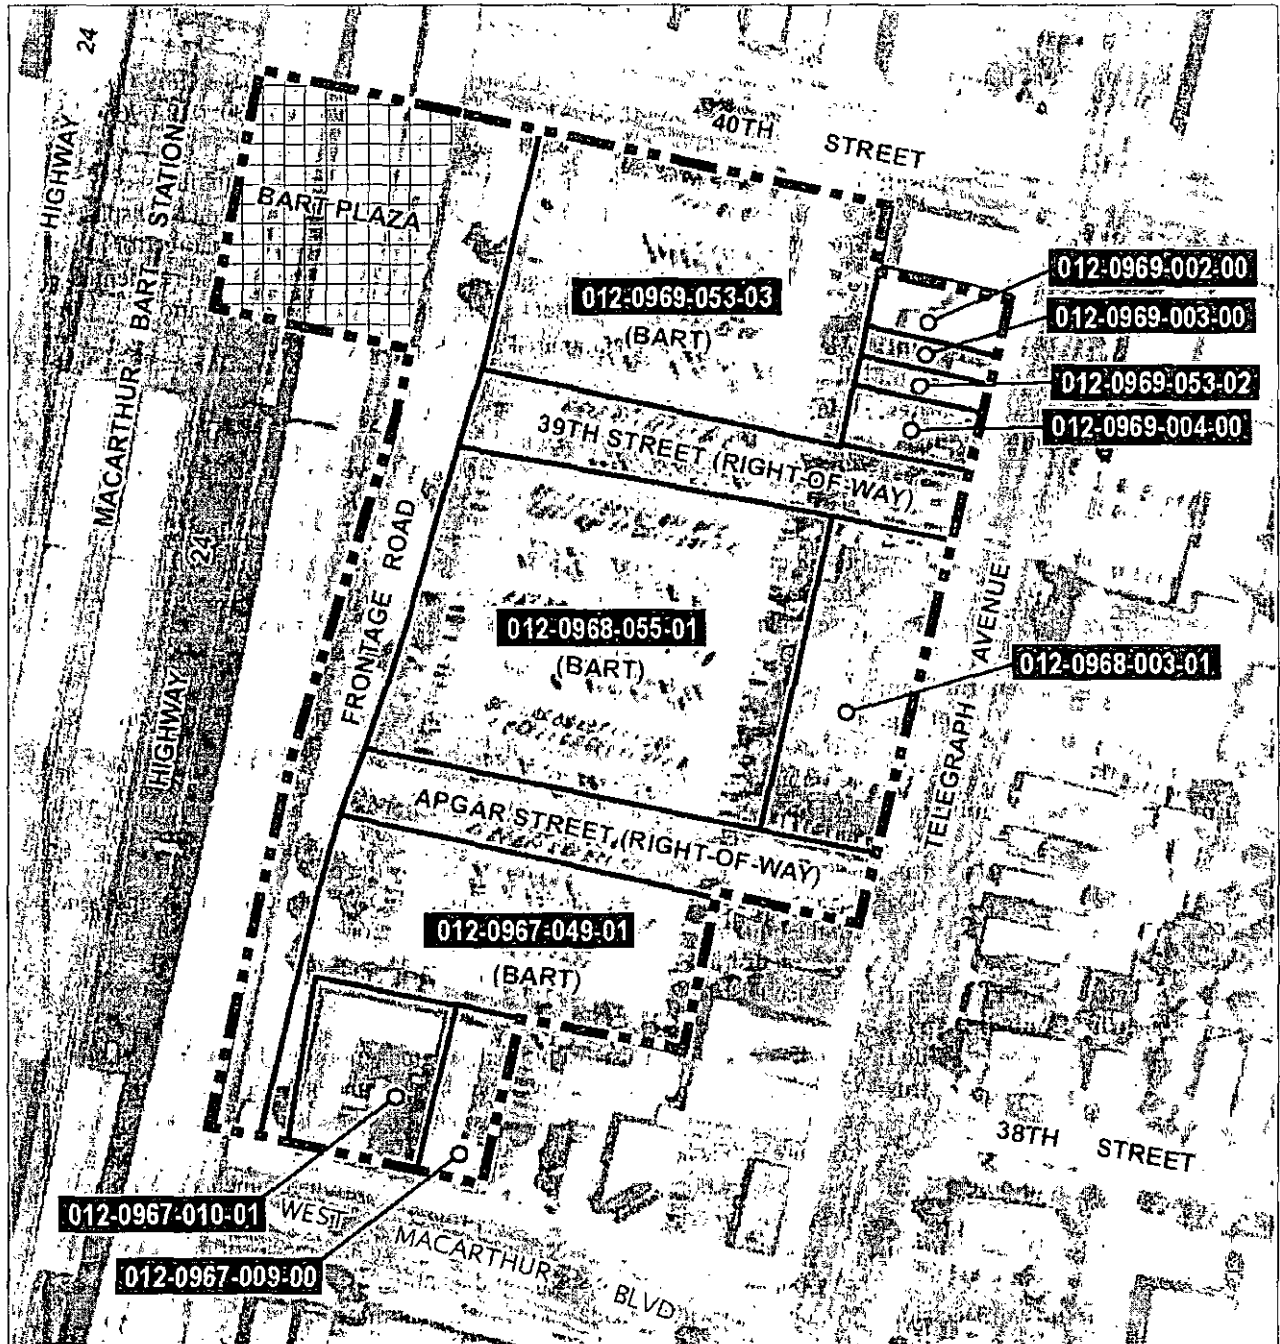 24
HIGHWAY
MACARTHUR BART STATION
40TH STREET
BART PLAZA
012-0969-002-00
012-0969-053-03
(BART)
012-0969-003-00
012-0969-053-02
012-0969-004-00
39TH STREET (RIGHT-OF-WAY)
24
HIGHWAY
FRONTAGE ROAD
012-0968-055-01
(BART)
TELEGRAPH AVENUE
012-0968-003-01
APGAR STREET (RIGHT-OF-WAY)
012-0967-049-01
(BART)
38TH STREET
012-0967-010-01
WEST MACARTHUR BLVD
012-0967-009-00